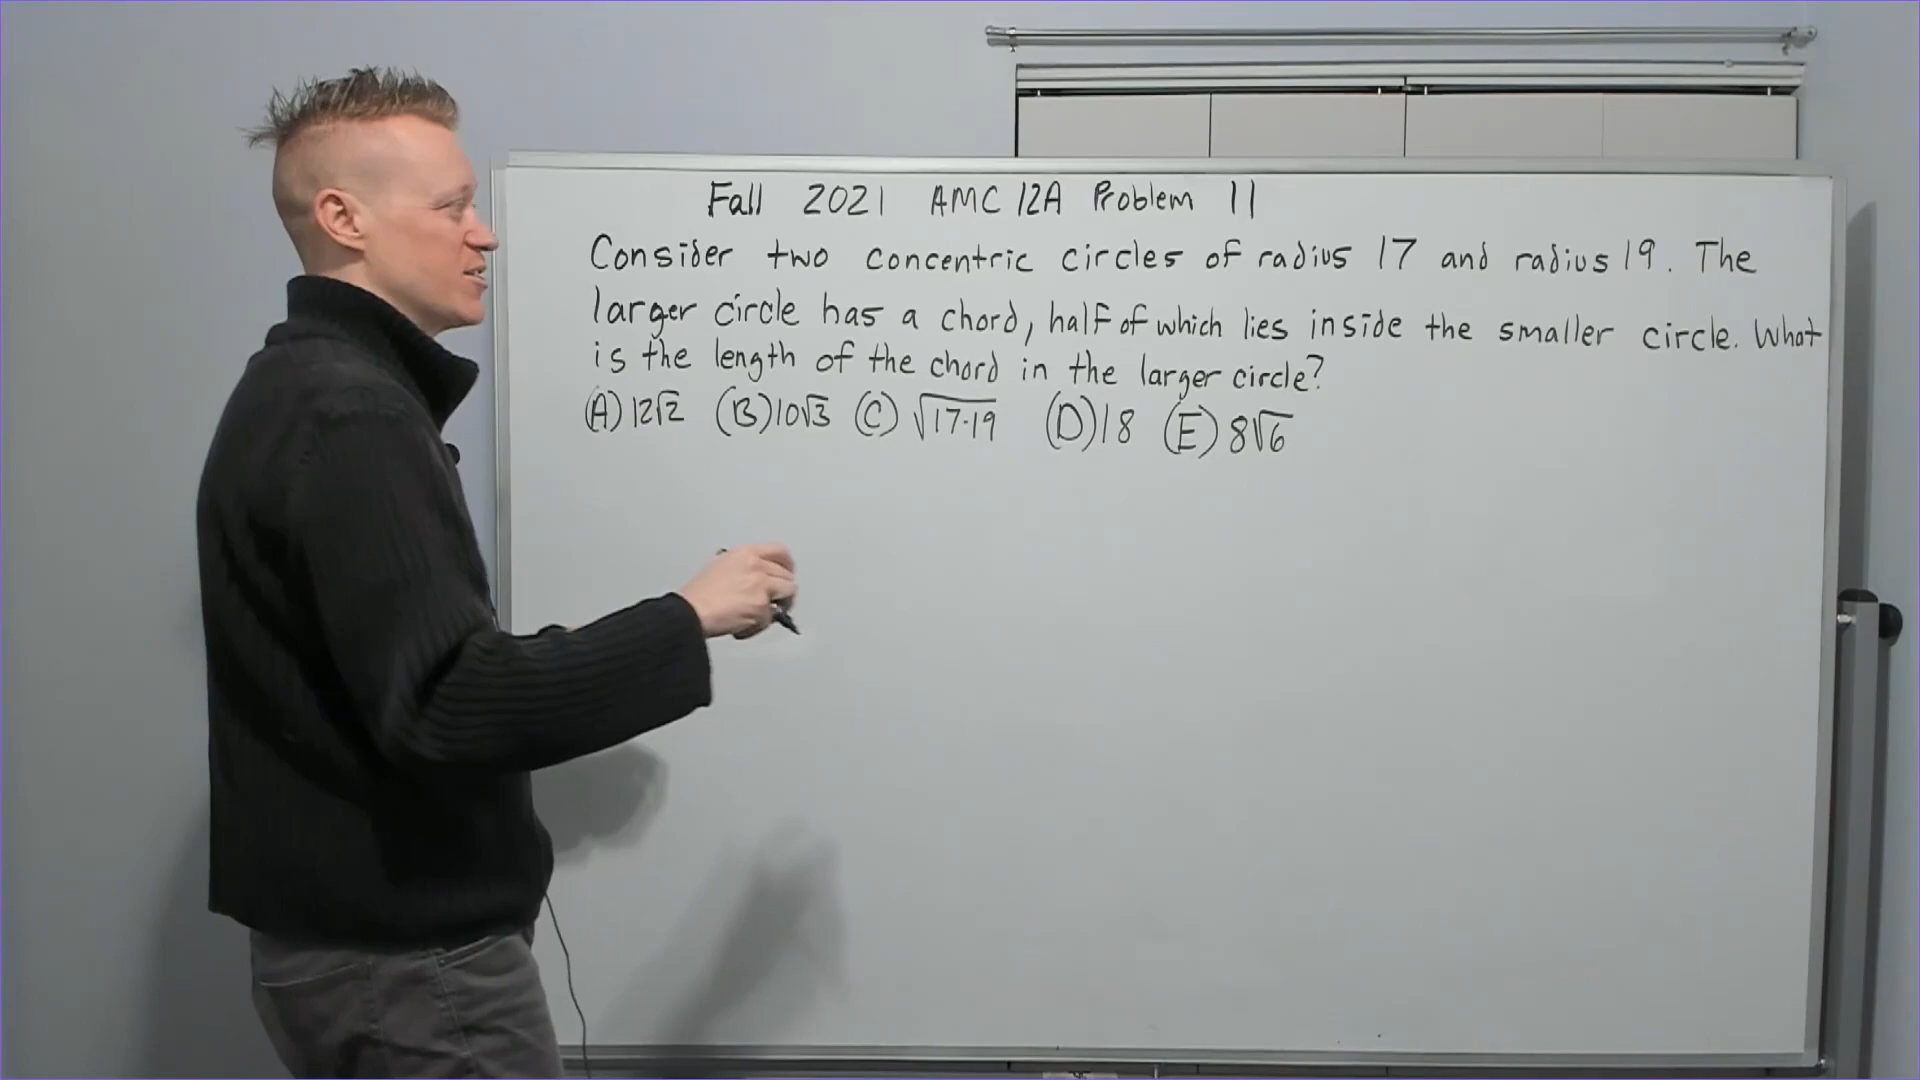 Fall 2021 AMC 12A Problem 11
Consider two concentric circles of radius 17 and radius 19. The
larger circle has a chord, half of which lies inside the smaller circle. What
is the length of the chord in the larger circle?
(A) 12√2 (B) 10√3 (C) √17·19 (D) 18 (E) 8√6